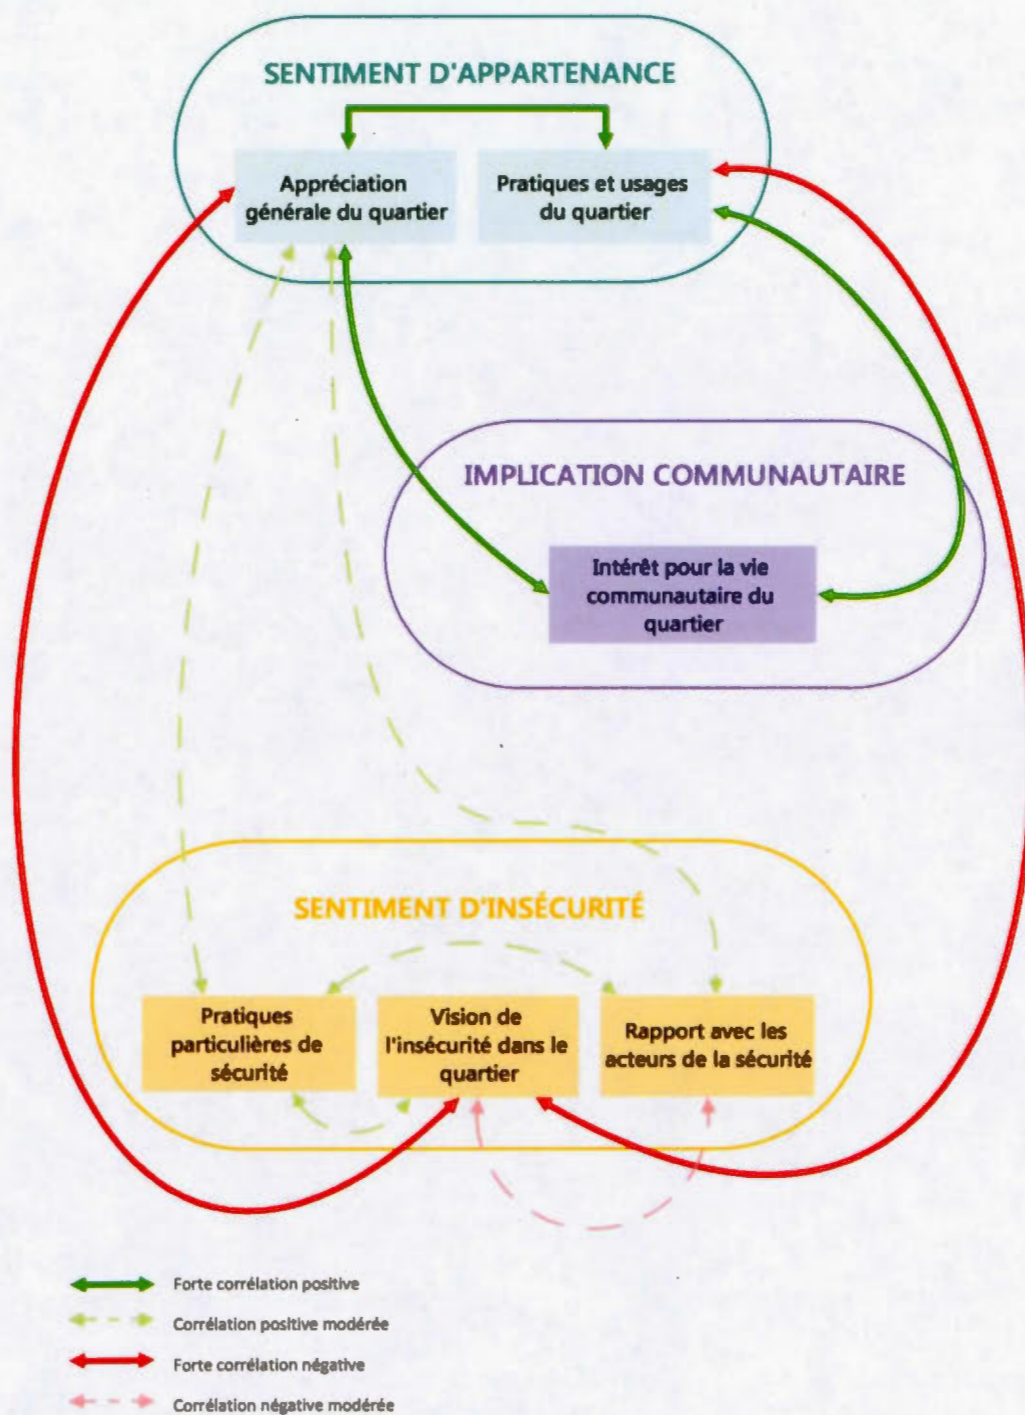 SENTIMENT D'APPARTENANCE
Appréciation
générale du quartier
Pratiques et usages
du quartier
IMPLICATION COMMUNAUTAIRE
Intérêt pour la vie
communautaire du
quartier
SENTIMENT D'INSÉCURITÉ
Pratiques
particulières de
sécurité
Vision de
l'insécurité dans le
quartier
Rapport avec les
acteurs de la sécurité
Forte corrélation positive
Corrélation positive modérée
Forte corrélation négative
Corrélation négative modérée